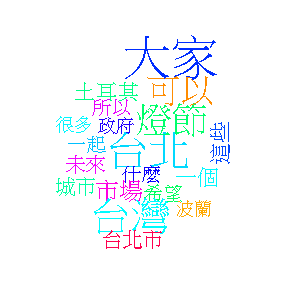 大家
土耳其 可以
所以
很多 政府 燈節 這些
一起 台北
未來 什麼 一個
城市 市場 希望
台灣 波蘭
台北市